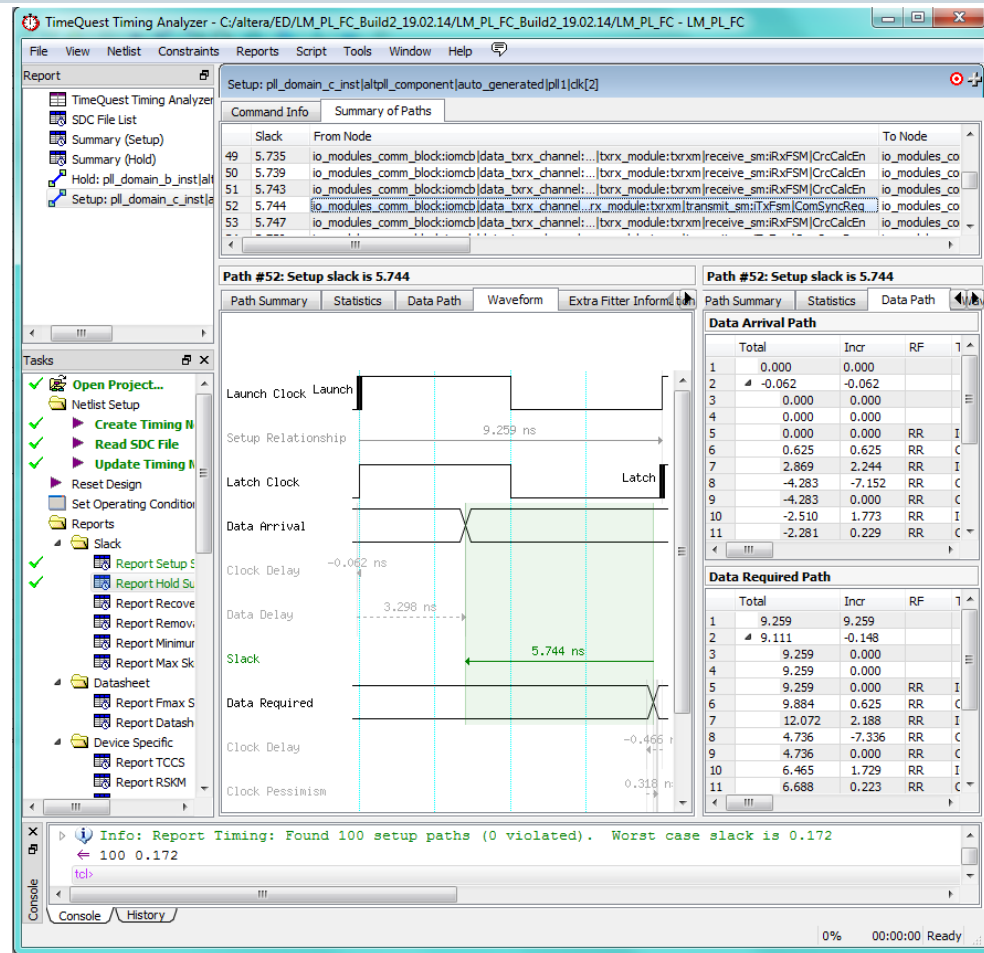 TimeQuest Timing Analyzer - C:/altera/ED/LM_PL_FC_Build2_19.02.14/LM_PL_FC_Build2_19.02.14/LM_PL_FC - LM_PL_FC
File View Netlist Constraints Reports Script Tools Window Help
Report
TimeQuest Timing Analyzer
SDC File List
Summary (Setup)
Summary (Hold)
Hold: pll_domain_b_inst|alt
Setup: pll_domain_c_inst|a
Setup: pll_domain_c_inst|altpll_component|auto_generated|pll1|clk[2]
Command Info Summary of Paths
Slack From Node To Node
49 5.735 io_modules_comm_block:iomcb|data_txrx_channel:...|txrx_module:txrxm|receive_sm:iRxFSM|CrcCalcEn io_modules_co
50 5.739 io_modules_comm_block:iomcb|data_txrx_channel:...|txrx_module:txrxm|receive_sm:iRxFSM|CrcCalcEn io_modules_co
51 5.743 io_modules_comm_block:iomcb|data_txrx_channel:...|txrx_module:txrxm|receive_sm:iRxFSM|CrcCalcEn io_modules_co
52 5.744 io_modules_comm_block:iomcb|data_txrx_channel...rx_module:txrxm|transmit_sm:iTxFsm|ComSyncReq io_modules_co
53 5.747 io_modules_comm_block:iomcb|data_txrx_channel:...|txrx_module:txrxm|receive_sm:iRxFSM|CrcCalcEn io_modules_co
Path #52: Setup slack is 5.744
Path Summary Statistics Data Path Waveform Extra Fitter Information
Launch Clock Launch
Setup Relationship 9.259 ns
Latch Clock Latch
Data Arrival
Clock Delay -0.062 ns
Data Delay 3.298 ns
Slack 5.744 ns
Data Required
Clock Delay -0.466 n
Clock Pessimism 0.318 n
Path #52: Setup slack is 5.744
Path Summary Statistics Data Path Wav
Data Arrival Path
Total Incr RF T
1 0.000 0.000
2 -0.062 -0.062
3 0.000 0.000
4 0.000 0.000
5 0.000 0.000 RR I
6 0.625 0.625 RR C
7 2.869 2.244 RR I
8 -4.283 -7.152 RR C
9 -4.283 0.000 RR C
10 -2.510 1.773 RR I
11 -2.281 0.229 RR C
Data Required Path
Total Incr RF T
1 9.259 9.259
2 9.111 -0.148
3 9.259 0.000
4 9.259 0.000
5 9.259 0.000 RR I
6 9.884 0.625 RR C
7 12.072 2.188 RR I
8 4.736 -7.336 RR C
9 4.736 0.000 RR C
10 6.465 1.729 RR I
11 6.688 0.223 RR C
Tasks
Open Project...
Netlist Setup
Create Timing N
Read SDC File
Update Timing N
Reset Design
Set Operating Condition
Reports
Slack
Report Setup S
Report Hold Su
Report Recove
Report Remova
Report Minimum
Report Max Sk
Datasheet
Report Fmax S
Report Datash
Device Specific
Report TCCS
Report RSKM
Console
Info: Report Timing: Found 100 setup paths (0 violated). Worst case slack is 0.172
100 0.172
tcl>
Console History
0% 00:00:00 Ready